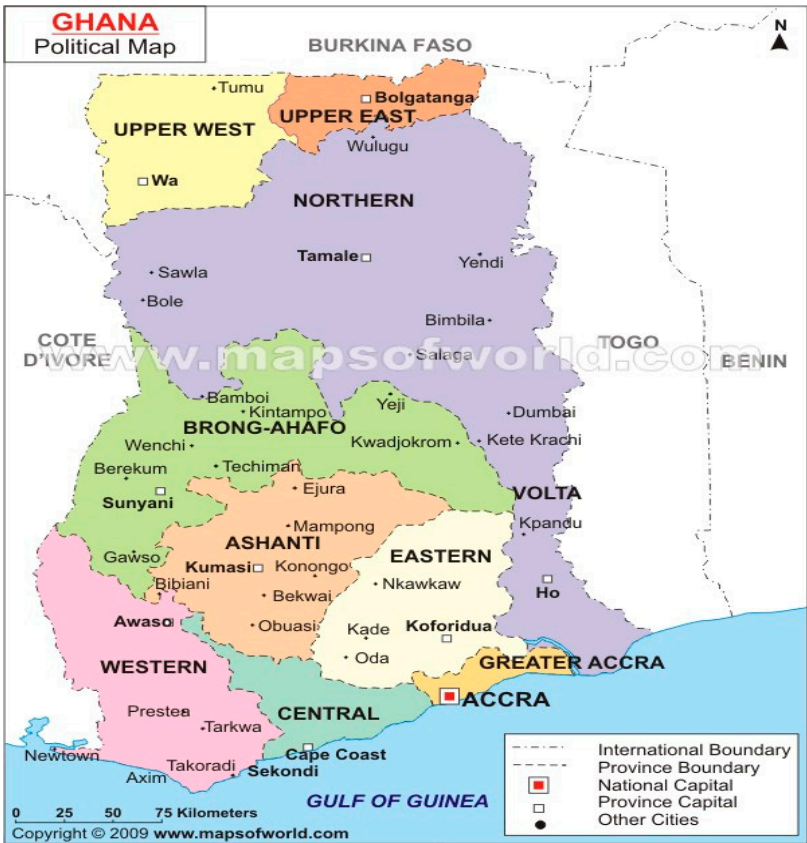 GHANA
Political Map
N
BURKINA FASO
Tumu
Bolgatanga
UPPER EAST
UPPER WEST
Wulugu
Wa
NORTHERN
Tamale
Yendi
Sawla
Bole
Bimbila
COTE
D'IVORE
TOGO
BENIN
www.mapsofworld.com
Salaga
Bamboi
Kintampo
Yeji
Dumbai
BRONG-AHAFO
Wenchi
Kwadjokrom
Kete Krachi
Berekum
Techiman
Sunyani
Ejura
VOLTA
Mampong
Kpandu
ASHANTI
EASTERN
Gawso
Kumasi
Konongo
Bibiani
Bekwai
Nkawkaw
Ho
Awaso
Obuasi
Kade
Koforidua
Oda
WESTERN
GREATER ACCRA
ACCRA
Prestea
CENTRAL
Tarkwa
Newtown
Cape Coast
Takoradi
Sekondi
Axim
GULF OF GUINEA
International Boundary
Province Boundary
National Capital
Province Capital
Other Cities
0 25 50 75 Kilometers
Copyright © 2009 www.mapsofworld.com